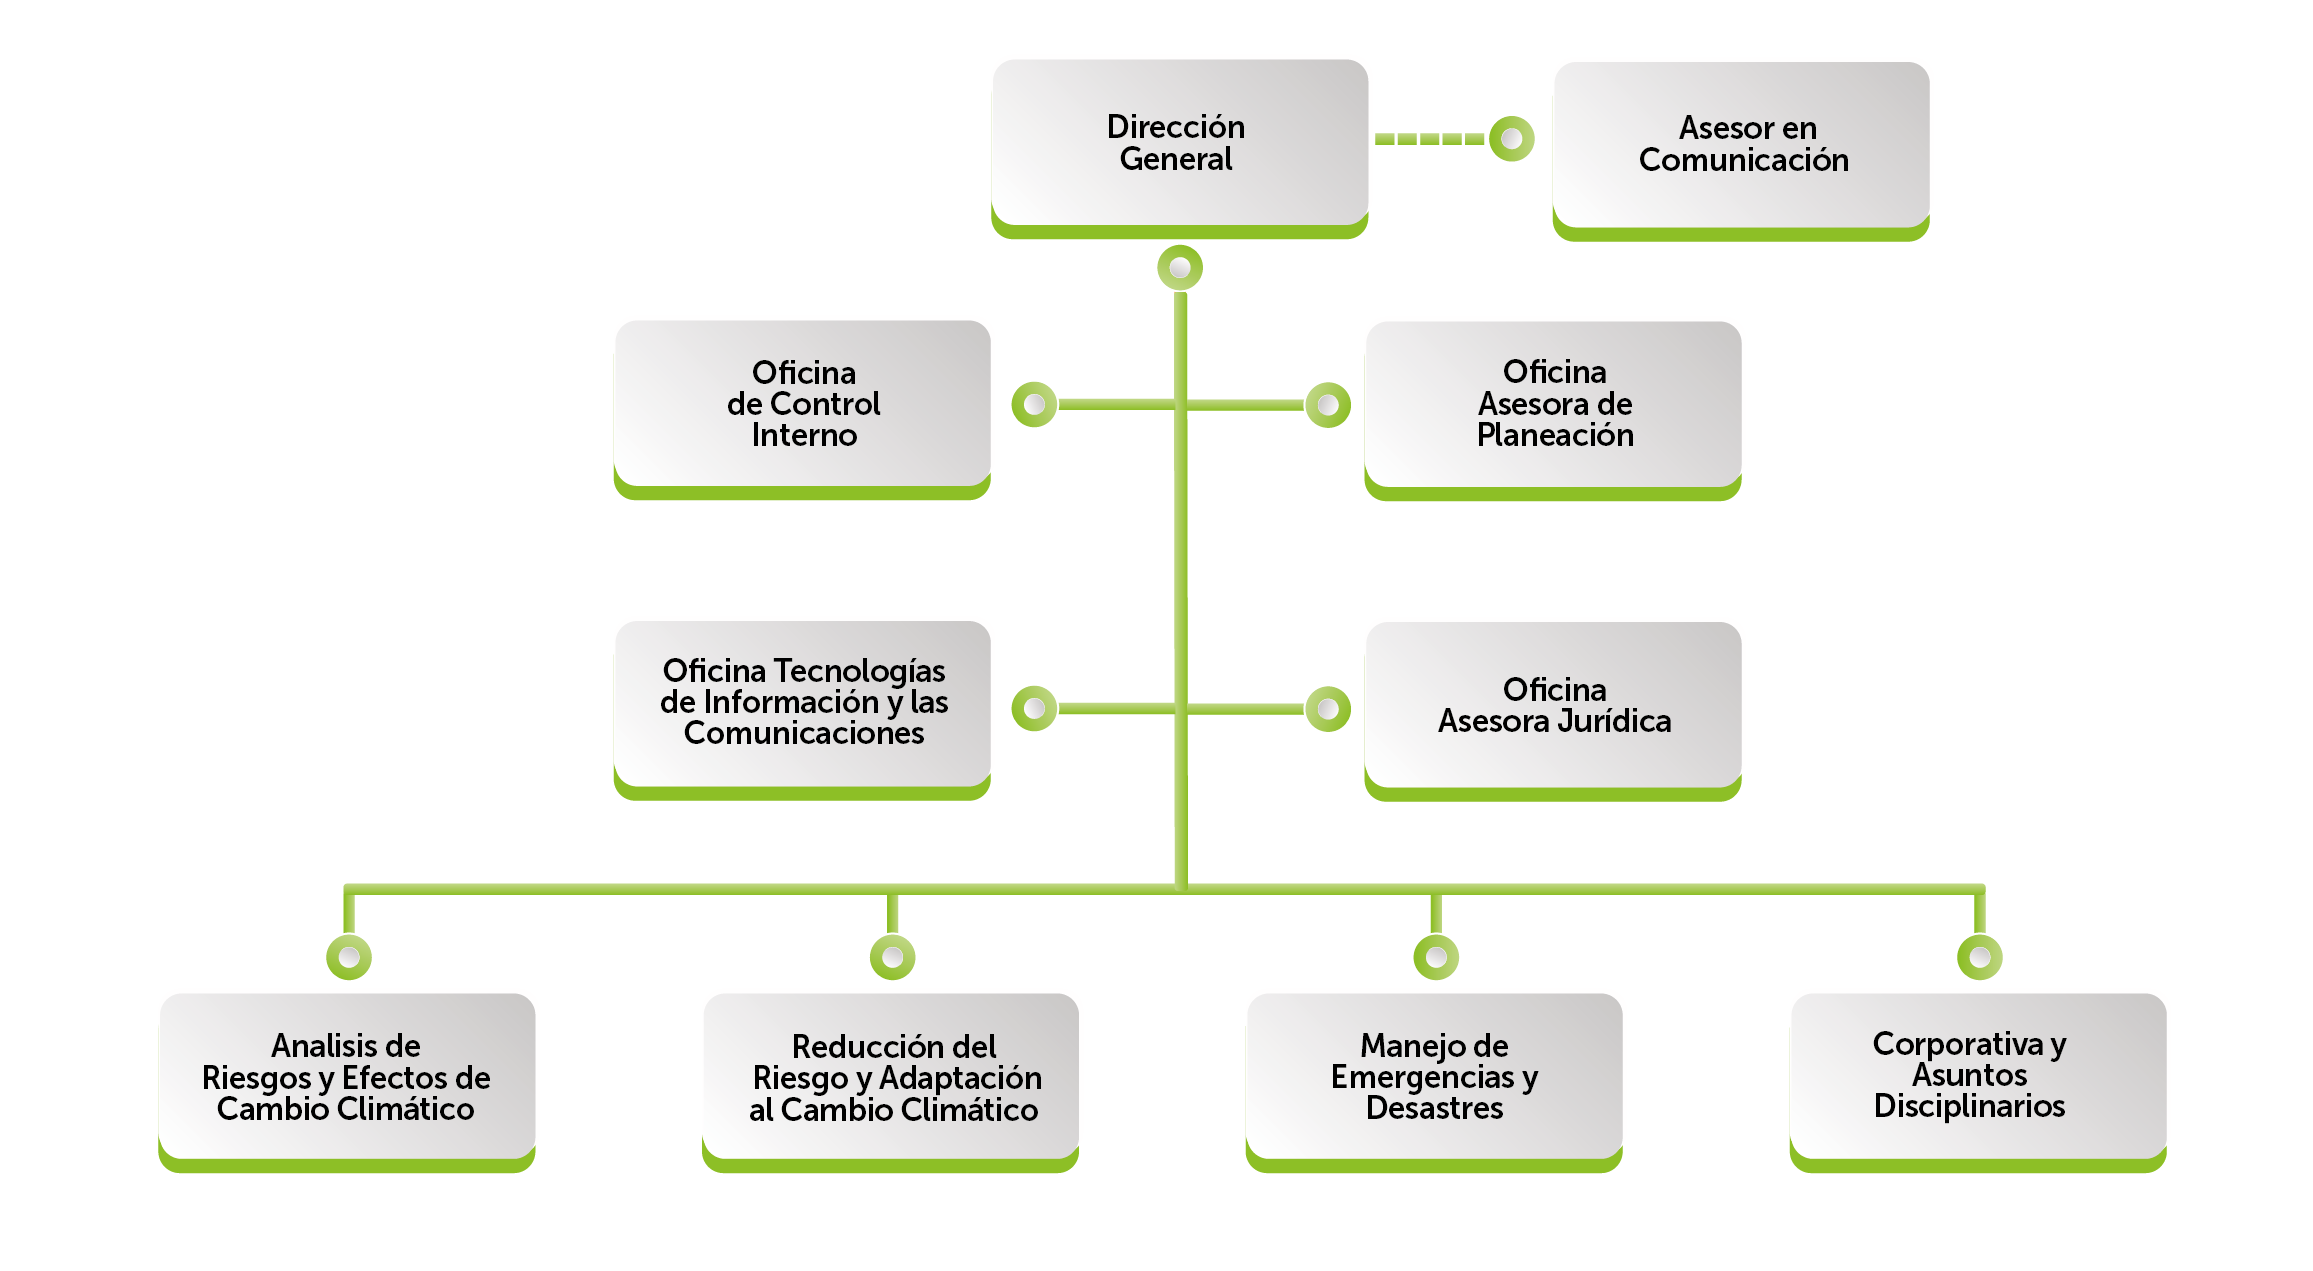 Dirección
General
Asesor en
Comunicación
Oficina
de Control
Interno
Oficina
Asesora de
Planeación
Oficina Tecnologías
de Información y las
Comunicaciones
Oficina
Asesora Jurídica
Analisis de
Riesgos y Efectos de
Cambio Climático
Reducción del
Riesgo y Adaptación
al Cambio Climático
Manejo de
Emergencias y
Desastres
Corporativa y
Asuntos
Disciplinarios